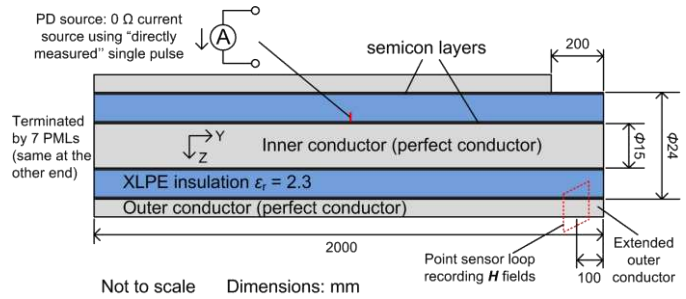 PD source: 0 Ω current
source using “directly
measured” single pulse
A
semicon layers
200
Terminated
by 7 PMLs
(same at the
other end)
Y
Z
Inner conductor (perfect conductor)
Φ15
Φ24
XLPE insulation εr = 2.3
Outer conductor (perfect conductor)
2000
Point sensor loop
recording H fields
100
Extended
outer
conductor
Not to scale Dimensions: mm